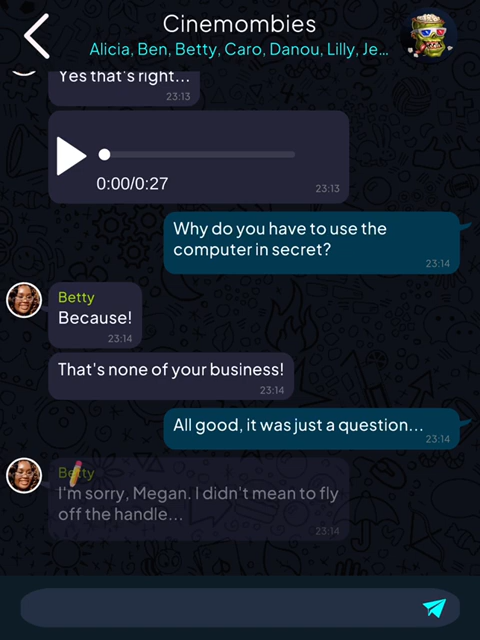 Cinemombies
Alicia, Ben, Betty, Caro, Danou, Lilly, Je...
Yes that's right...
23:13
0:00/0:27
23:13
Why do you have to use the
computer in secret?
23:14
Betty
Because!
23:14
That's none of your business!
23:14
All good, it was just a question...
23:14
Betty
I'm sorry, Megan. I didn't mean to fly
off the handle...
23:14